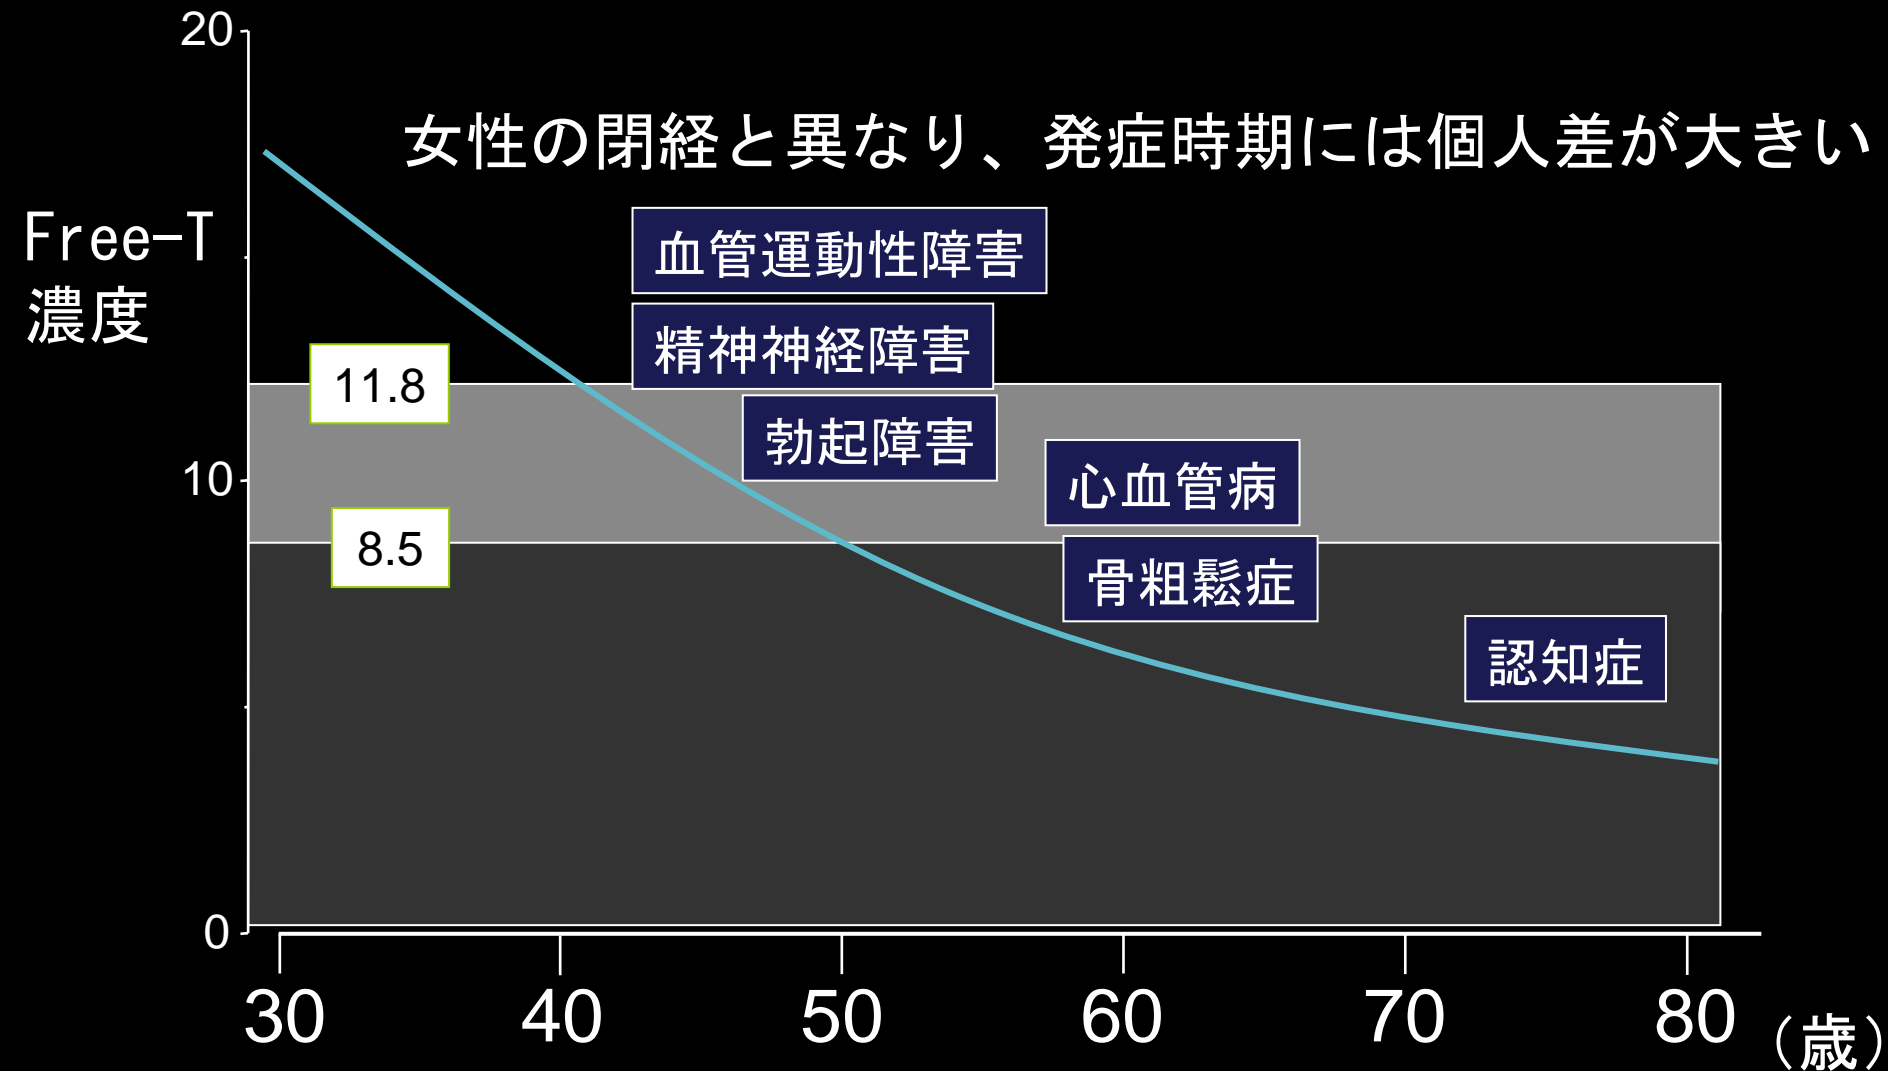 20
女性の閉経と異なり、発症時期には個人差が大きい
Free-T
濃度
血管運動性障害
精神神経障害
11.8
勃起障害
10
心血管病
8.5
骨粗鬆症
認知症
0
30 40 50 60 70 80 (歳)